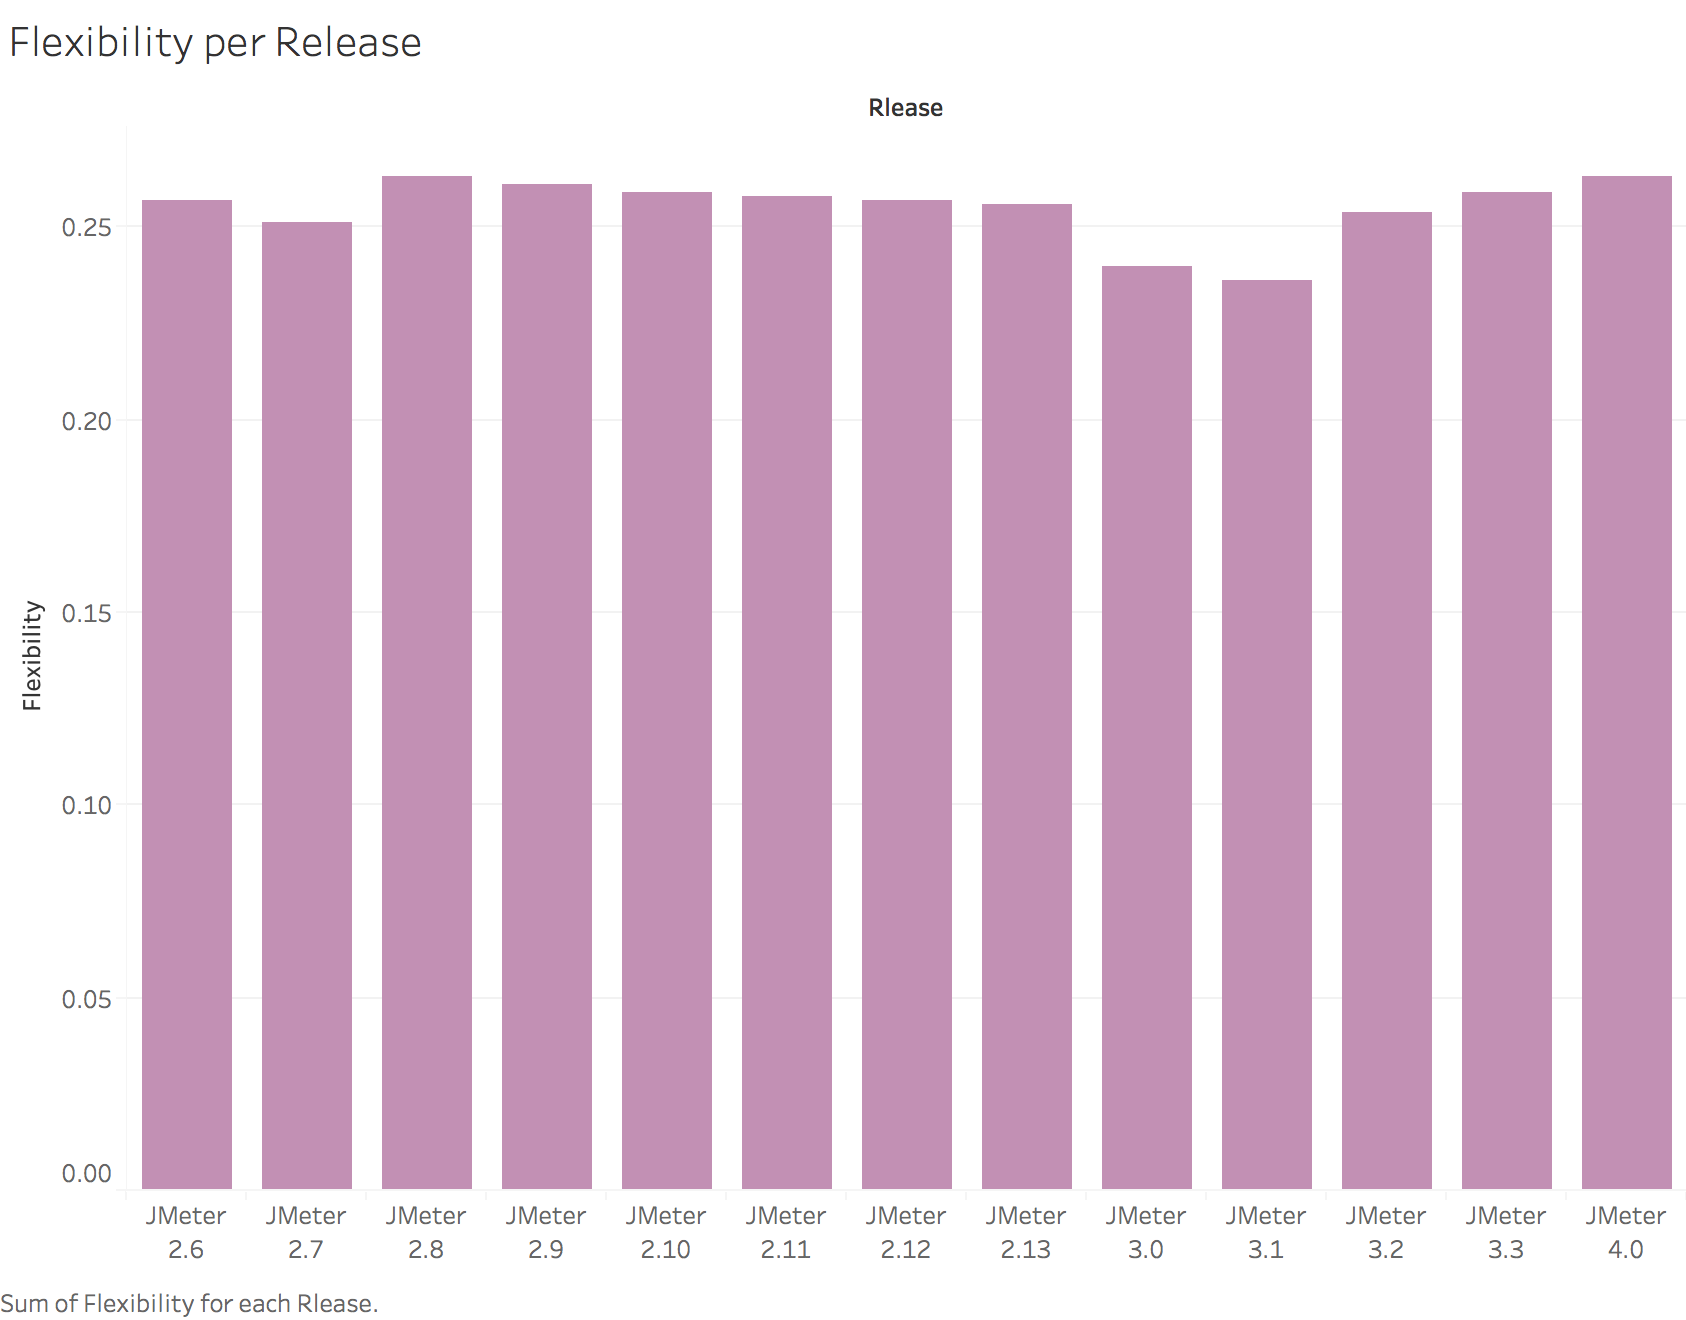 Flexibility per Release
Rlease
Flexibility
0.25
0.20
0.15
0.10
0.05
0.00
JMeter 2.6
JMeter 2.7
JMeter 2.8
JMeter 2.9
JMeter 2.10
JMeter 2.11
JMeter 2.12
JMeter 2.13
JMeter 3.0
JMeter 3.1
JMeter 3.2
JMeter 3.3
JMeter 4.0
Sum of Flexibility for each Rlease.